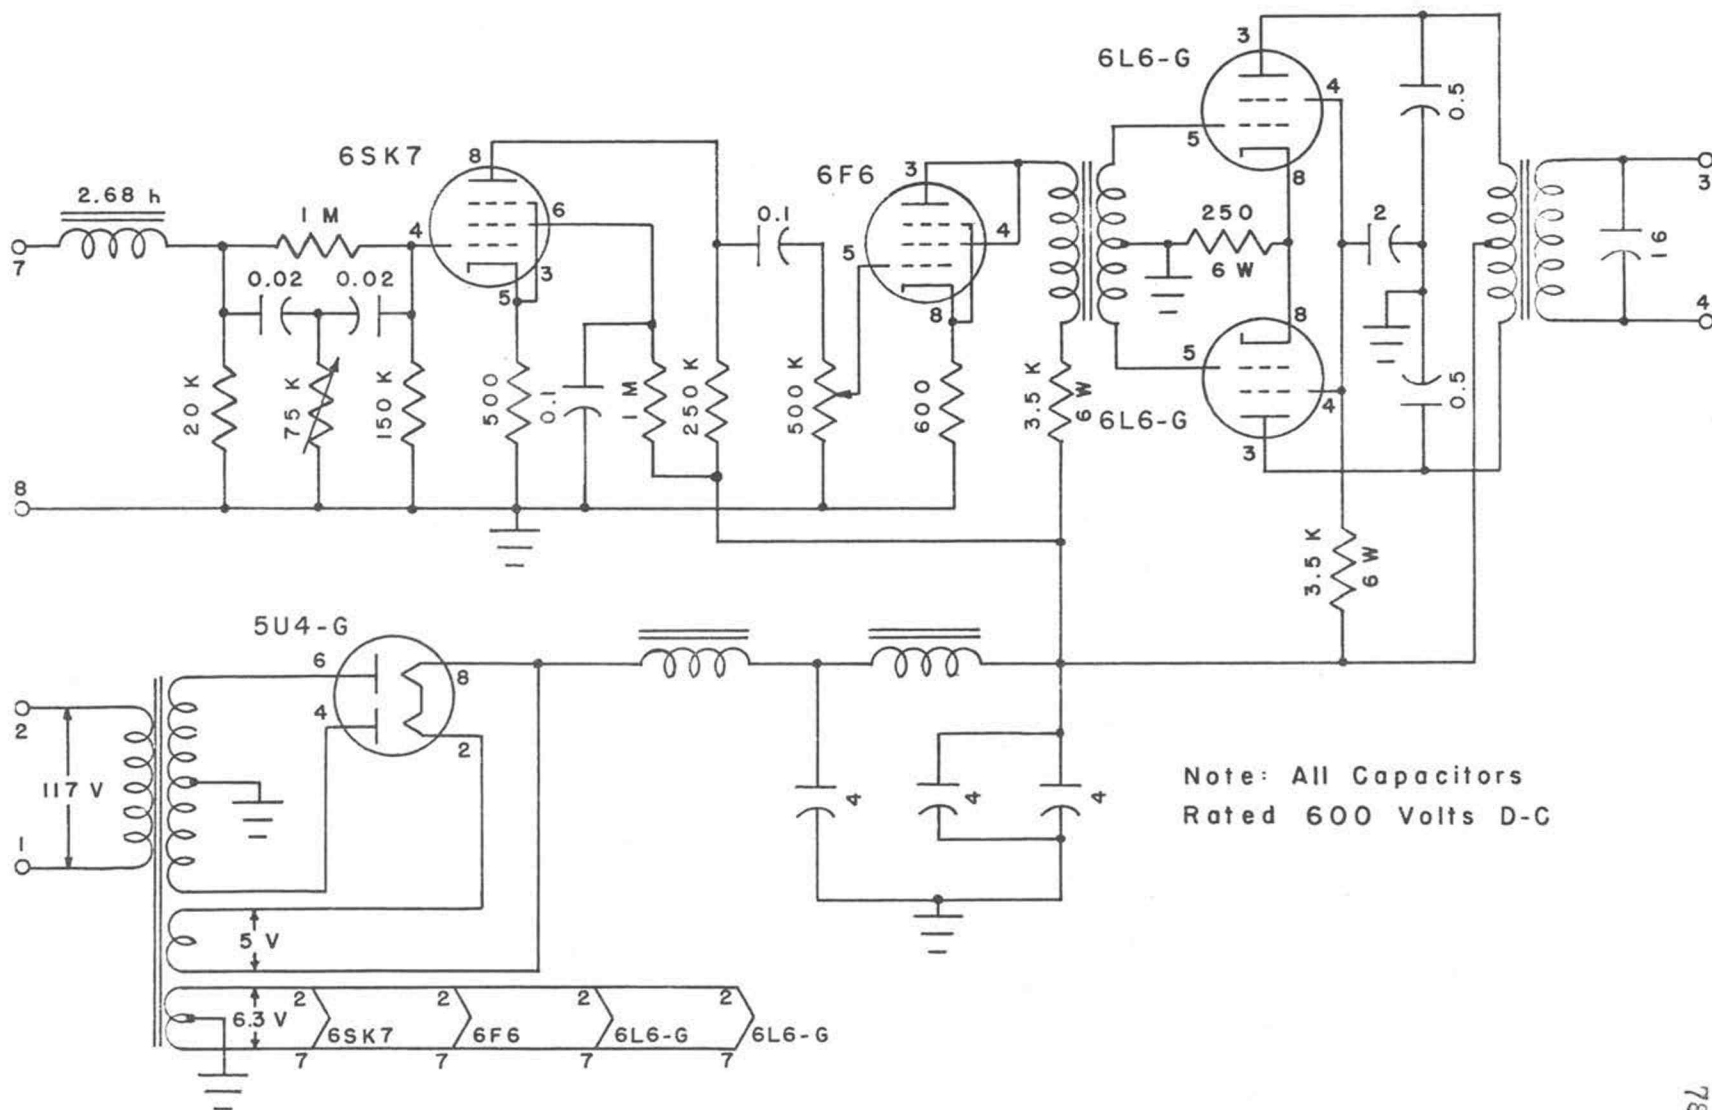 3
6L6-G
4
5
8
0.5
6SK7
8
6
4
3
5
2.68 h
1 M
7
0.02
0.02
20 K
75 K
150 K
500
0.1
1 M
250 K
0.1
500 K
6F6
3
4
5
8
600
3.5 K
6 W
250
6 W
2
8
5
4
6L6-G
3
0.5
16
3
4
8
3.5 K
6 W
5U4-G
6
8
4
2
2
117 V
1
4
4
4
Note: All Capacitors
Rated 600 Volts D-C
5 V
6.3 V
2
2
2
2
6SK7
6F6
6L6-G
6L6-G
7
7
7
7